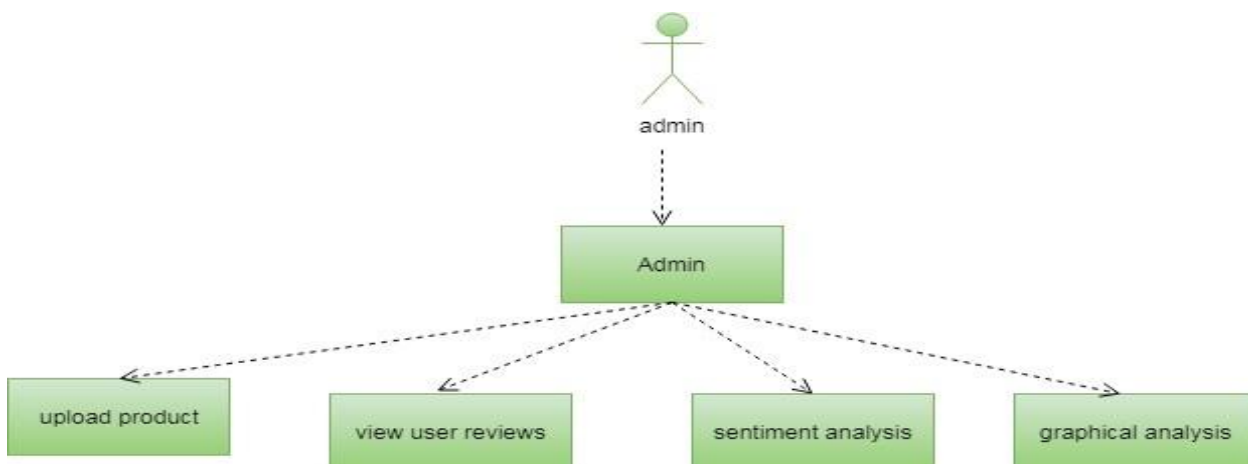 admin
Admin
upload product
view user reviews
sentiment analysis
graphical analysis